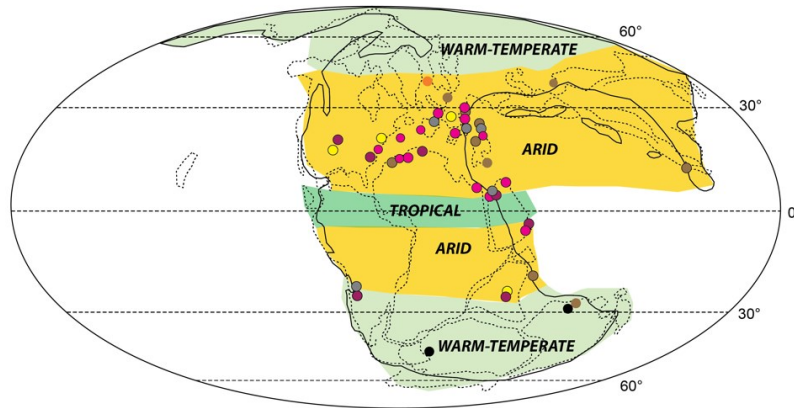 60°
WARM-TEMPERATE
30°
ARID
TROPICAL
0
ARID
30°
WARM-TEMPERATE
60°